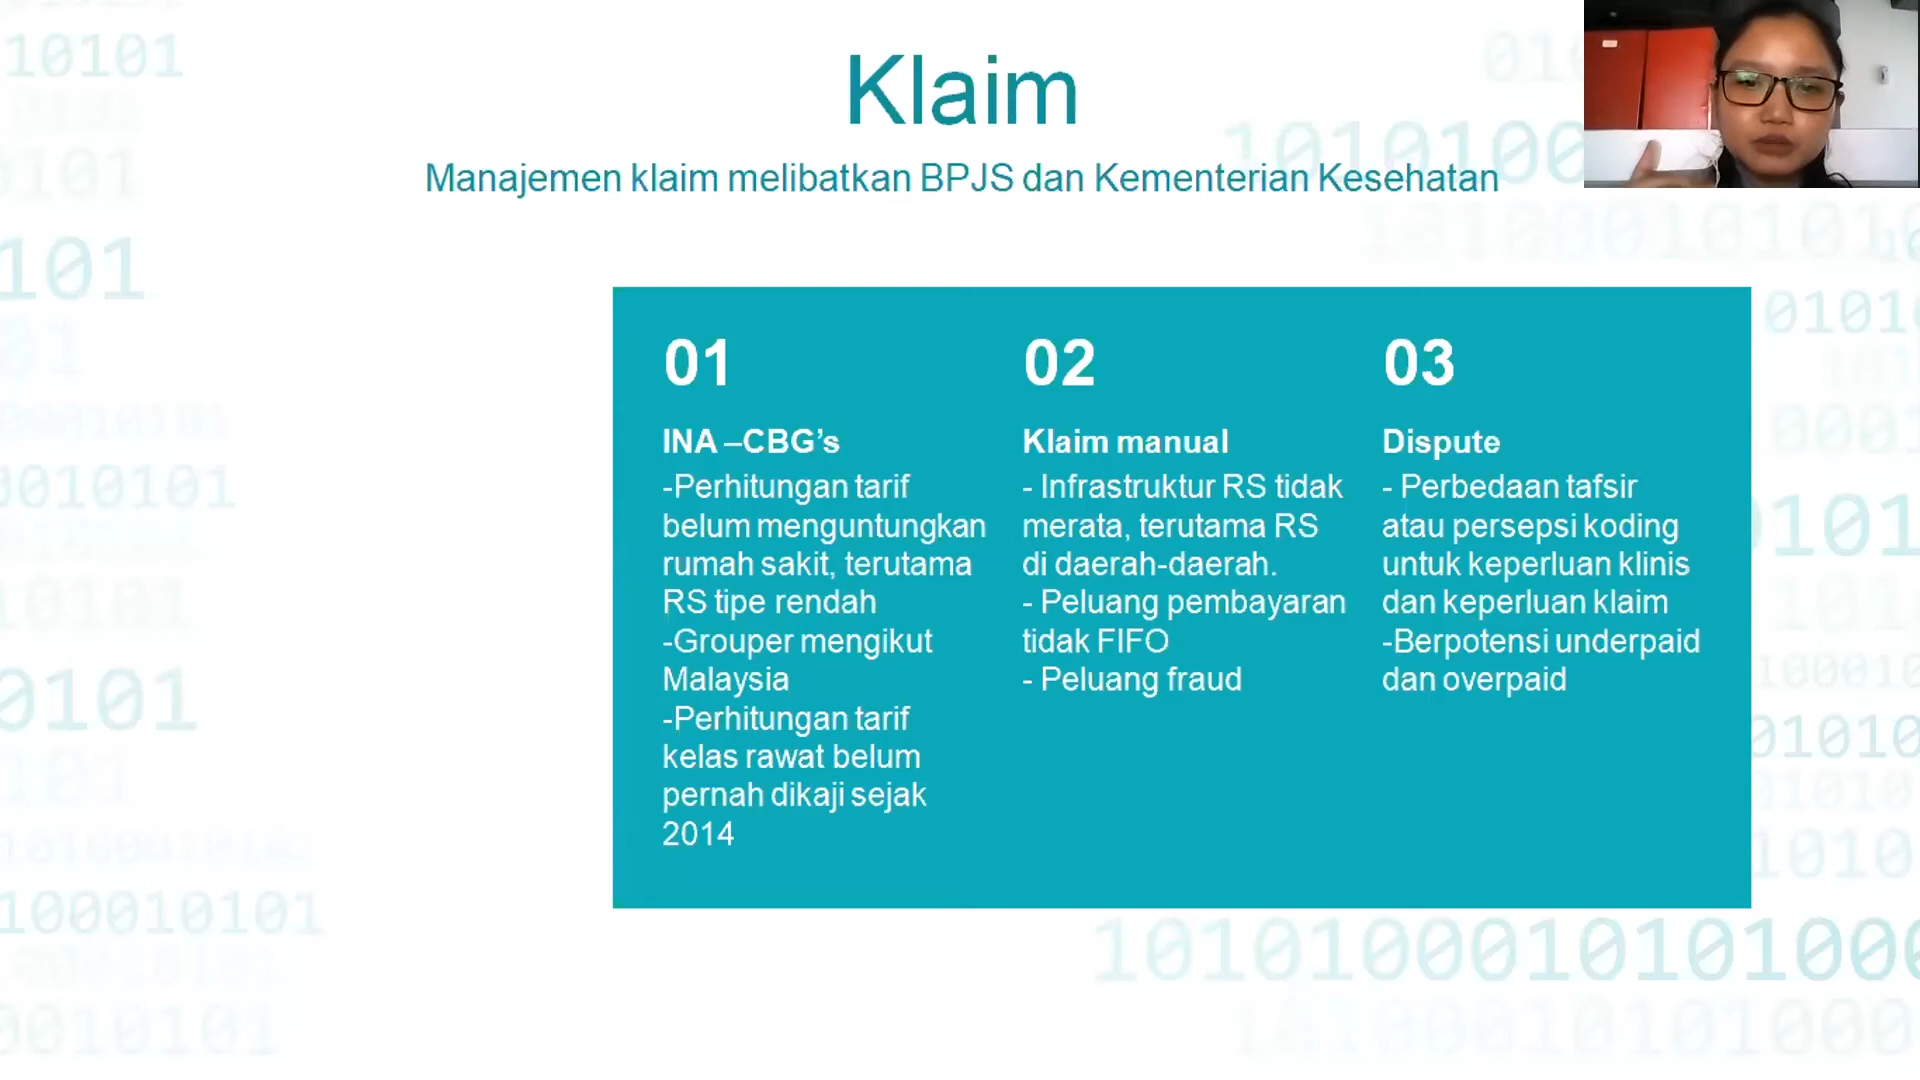 Klaim
Manajemen klaim melibatkan BPJS dan Kementerian Kesehatan
01
INA –CBG’s
-Perhitungan tarif
belum menguntungkan
rumah sakit, terutama
RS tipe rendah
-Grouper mengikut
Malaysia
-Perhitungan tarif
kelas rawat belum
pernah dikaji sejak
2014
02
Klaim manual
- Infrastruktur RS tidak
merata, terutama RS
di daerah-daerah.
- Peluang pembayaran
tidak FIFO
- Peluang fraud
03
Dispute
- Perbedaan tafsir
atau persepsi koding
untuk keperluan klinis
dan keperluan klaim
-Berpotensi underpaid
dan overpaid